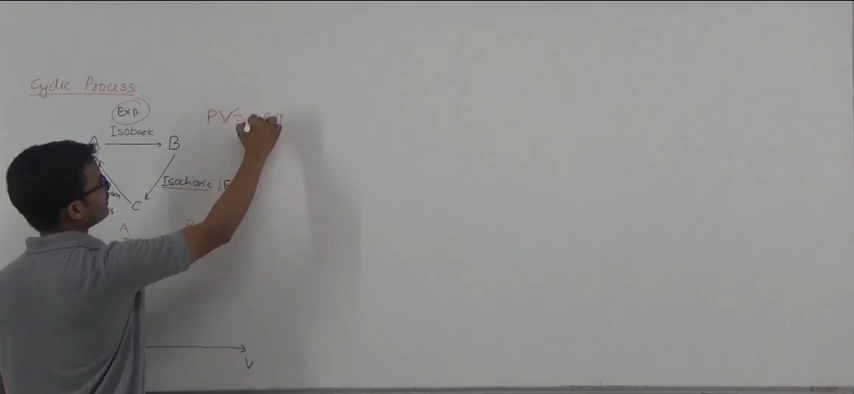 Cyclic Process
Exp.
Isobaric
A B
PV=
Isochoric
C
A
V